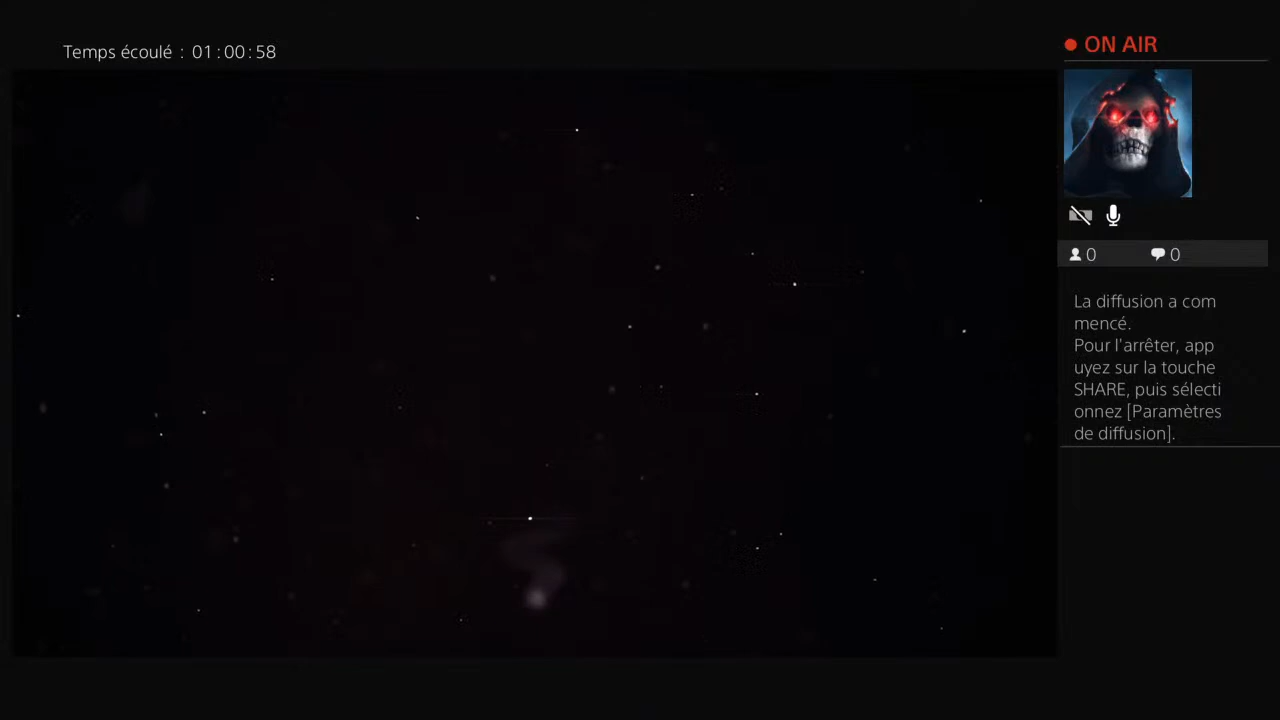 Temps écoulé : 01:00:58
ON AIR
0 0
La diffusion a com
mencé.
Pour l'arrêter, app
uyez sur la touche
SHARE, puis sélecti
onnez [Paramètres
de diffusion].